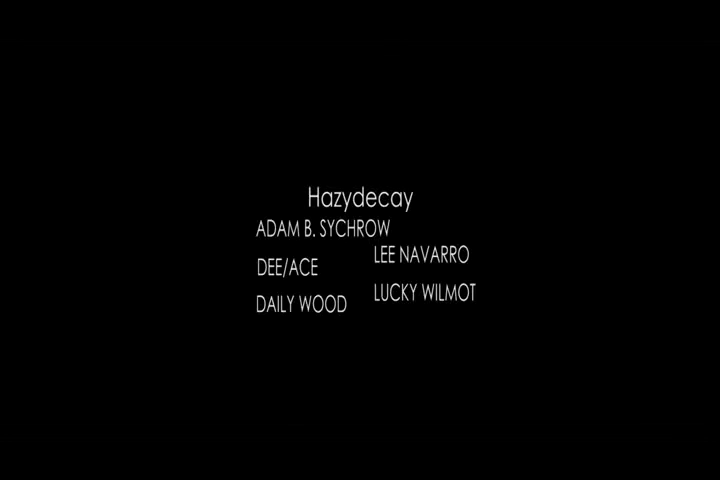 Hazydecay
ADAM B. SYCHROW
LEE NAVARRO
DEE/ACE
LUCKY WILMOT
DAILY WOOD